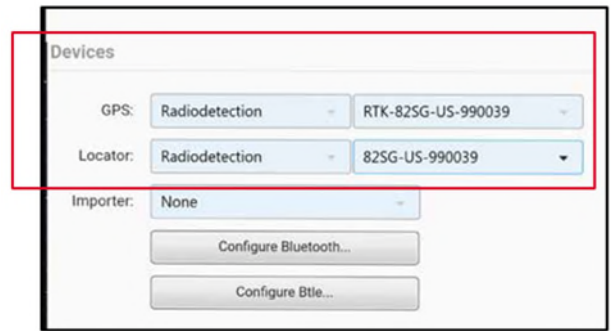 Devices
GPS: Radiodetection RTK-82SG-US-990039
Locator: Radiodetection 82SG-US-990039
Importer: None
Configure Bluetooth...
Configure Btle...